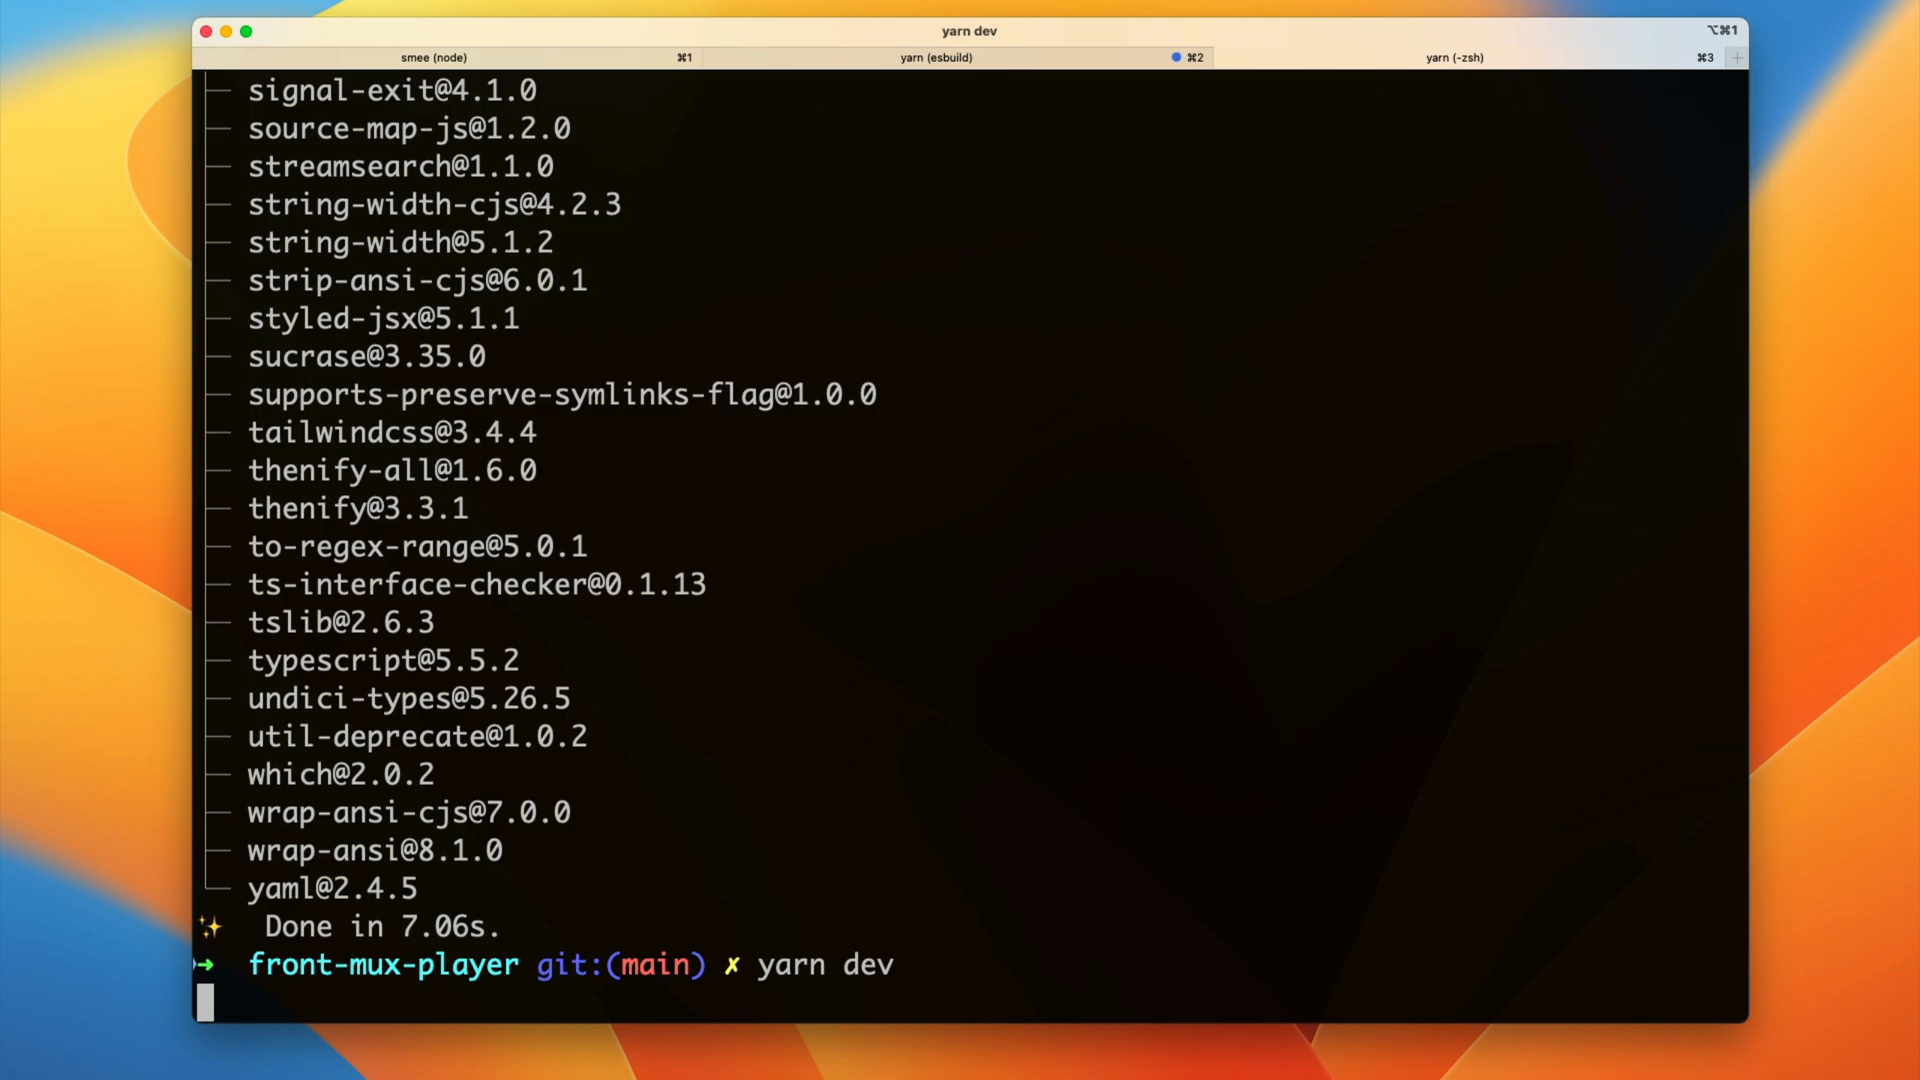 yarn dev
⌥⌘1
smee (node) ⌘1 yarn (esbuild) ⌘2 yarn (-zsh) ⌘3 +
signal-exit@4.1.0
source-map-js@1.2.0
streamsearch@1.1.0
string-width-cjs@4.2.3
string-width@5.1.2
strip-ansi-cjs@6.0.1
styled-jsx@5.1.1
sucrase@3.35.0
supports-preserve-symlinks-flag@1.0.0
tailwindcss@3.4.4
thenify-all@1.6.0
thenify@3.3.1
to-regex-range@5.0.1
ts-interface-checker@0.1.13
tslib@2.6.3
typescript@5.5.2
undici-types@5.26.5
util-deprecate@1.0.2
which@2.0.2
wrap-ansi-cjs@7.0.0
wrap-ansi@8.1.0
yaml@2.4.5
✨ Done in 7.06s.
➜ front-mux-player git:(main) ✗ yarn dev